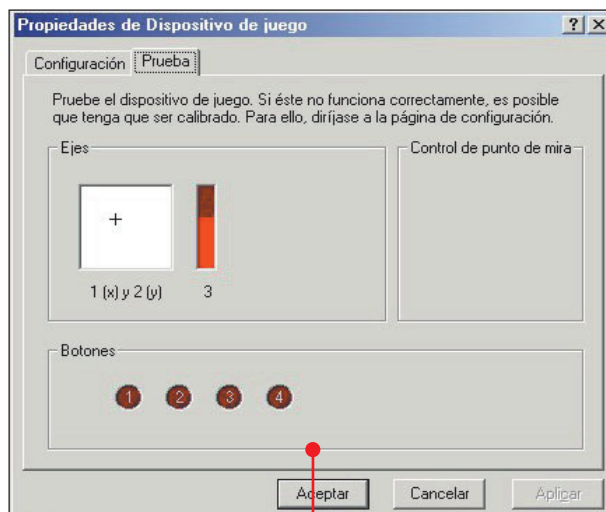 Propiedades de Dispositivo de juego
Configuración Prueba
Pruebe el dispositivo de juego. Si éste no funciona correctamente, es posible
que tenga que ser calibrado. Para ello, diríjase a la página de configuración.
Ejes
Control de punto de mira
1 (x) y 2 (y) 3
Botones
1 2 3 4
Aceptar Cancelar Aplicar